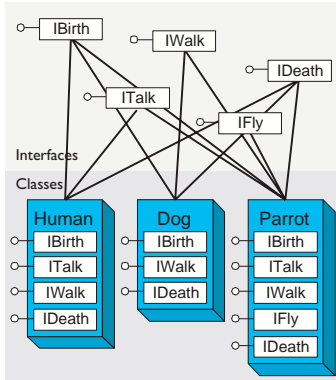 IBirth
IWalk
IDeath
ITalk
IFly
Interfaces
Classes
Human
IBirth
ITalk
IWalk
IDeath
Dog
IBirth
IWalk
IDeath
Parrot
IBirth
ITalk
IWalk
IFly
IDeath